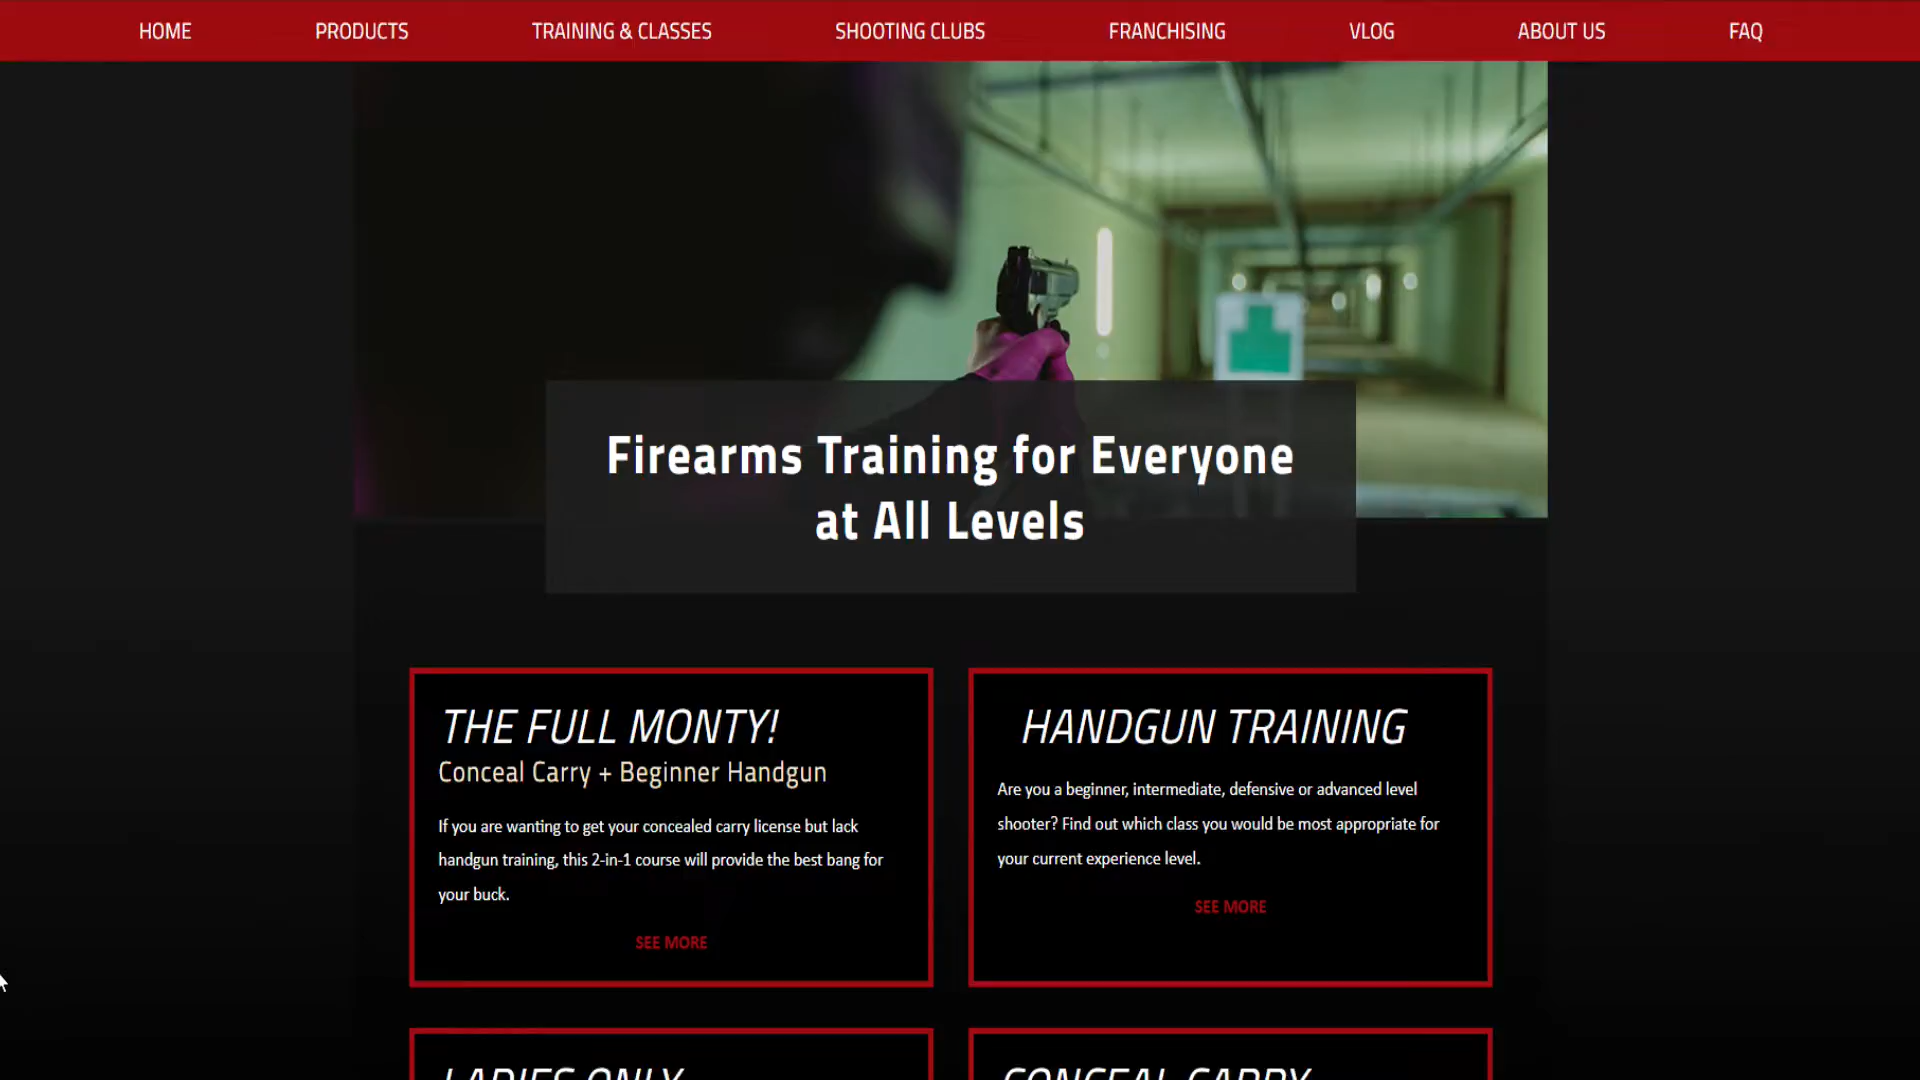 HOME PRODUCTS TRAINING & CLASSES SHOOTING CLUBS FRANCHISING VLOG ABOUT US FAQ
Firearms Training for Everyone
at All Levels
THE FULL MONTY!
Conceal Carry + Beginner Handgun
If you are wanting to get your concealed carry license but lack
handgun training, this 2-in-1 course will provide the best bang for
your buck.
SEE MORE
HANDGUN TRAINING
Are you a beginner, intermediate, defensive or advanced level
shooter? Find out which class you would be most appropriate for
your current experience level.
SEE MORE
LADIES ONLY
CONCEAL CARRY